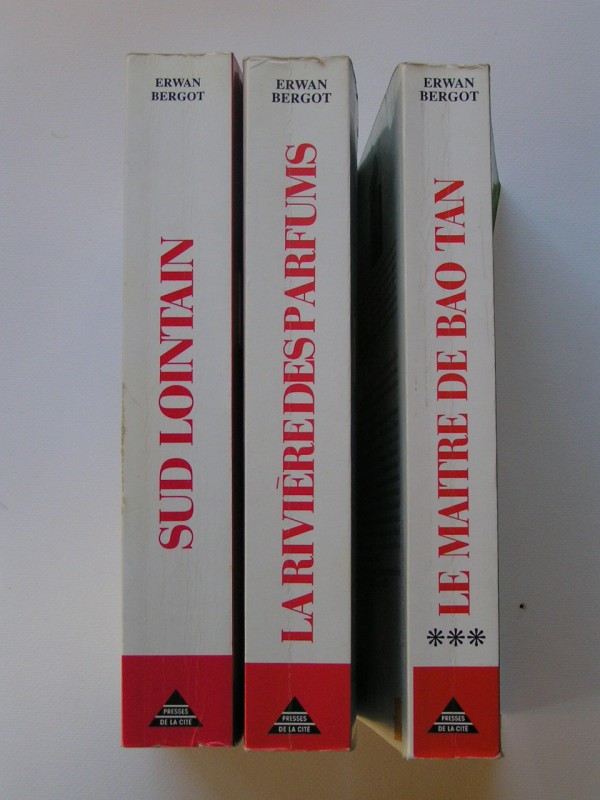 ERWAN
BERGOT
SUD LOINTAIN
PRESSES
DE LA CITÉ
ERWAN
BERGOT
LA RIVIÈRE DES PARFUMS
PRESSES
DE LA CITÉ
ERWAN
BERGOT
LE MAITRE DE BAO TAN
***
PRESSES
DE LA CITÉ